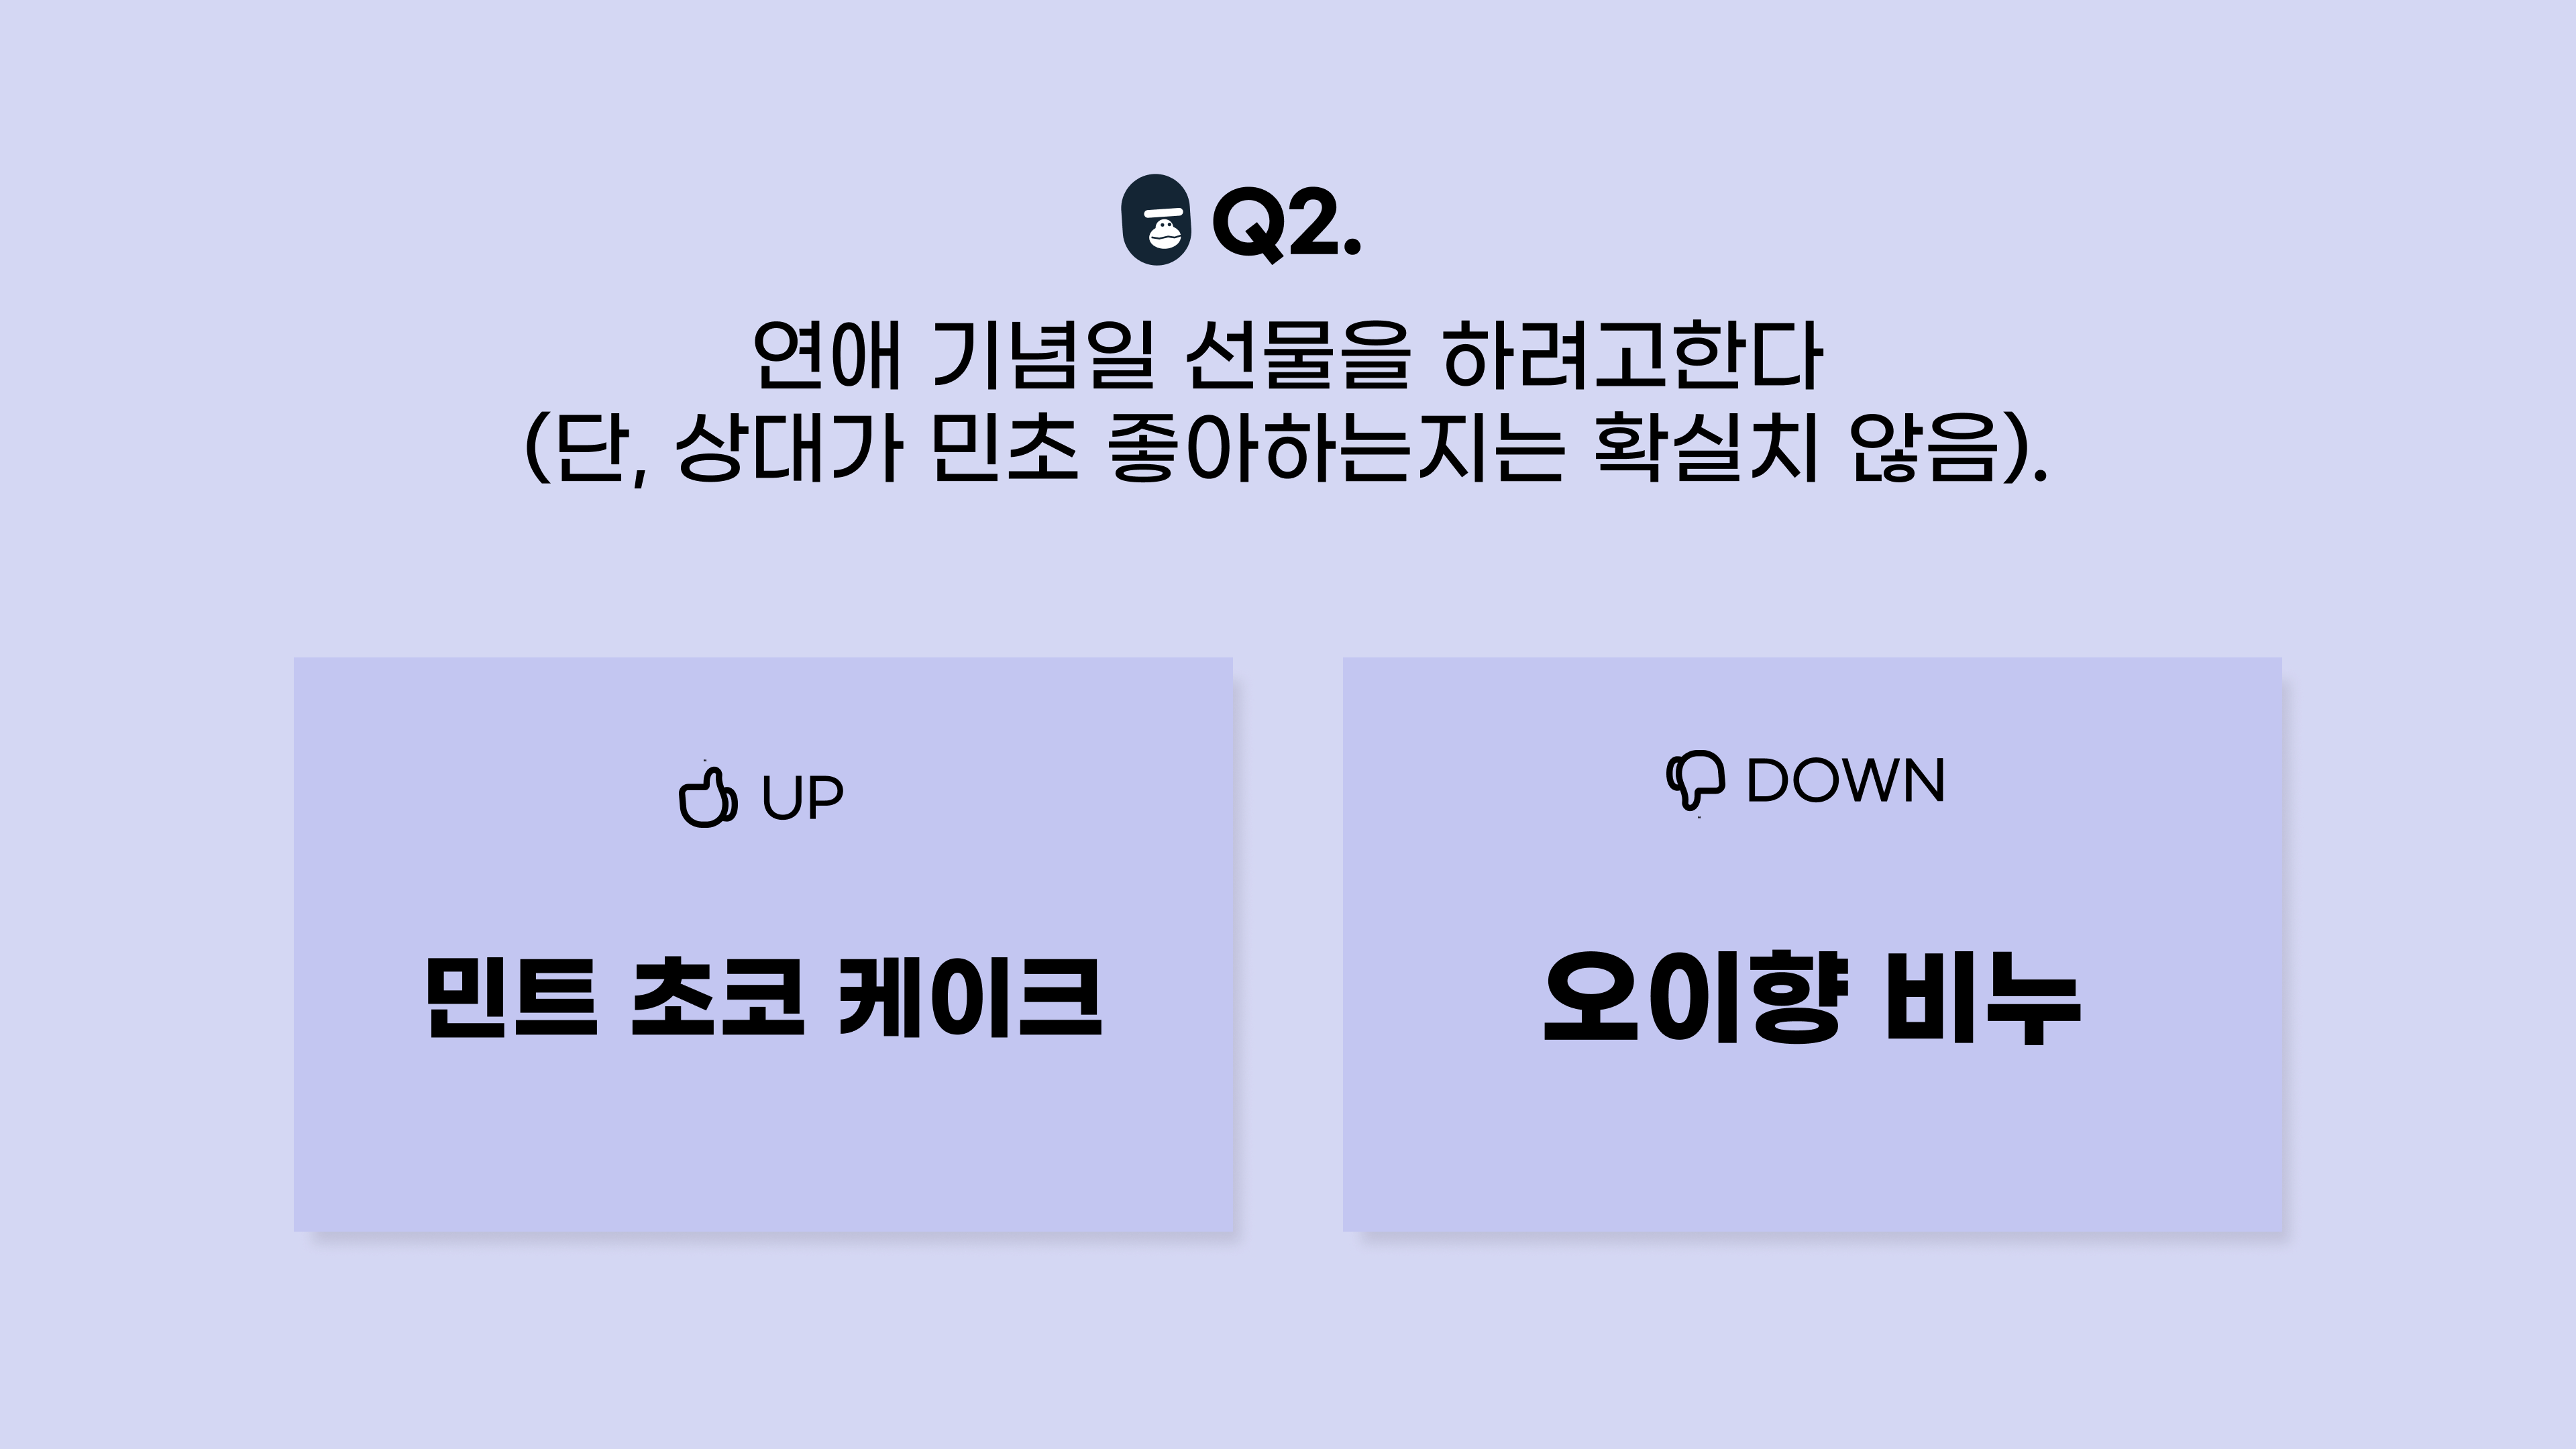 Q2.
연애 기념일 선물을 하려고한다
(단, 상대가 민초 좋아하는지는 확실치 않음).
UP
DOWN
민트 초코 케이크
오이향 비누